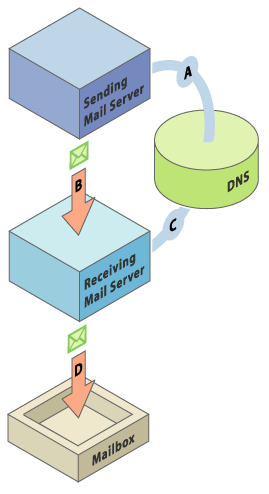 Sending
Mail Server
A
DNS
B
C
Receiving
Mail Server
D
Mailbox